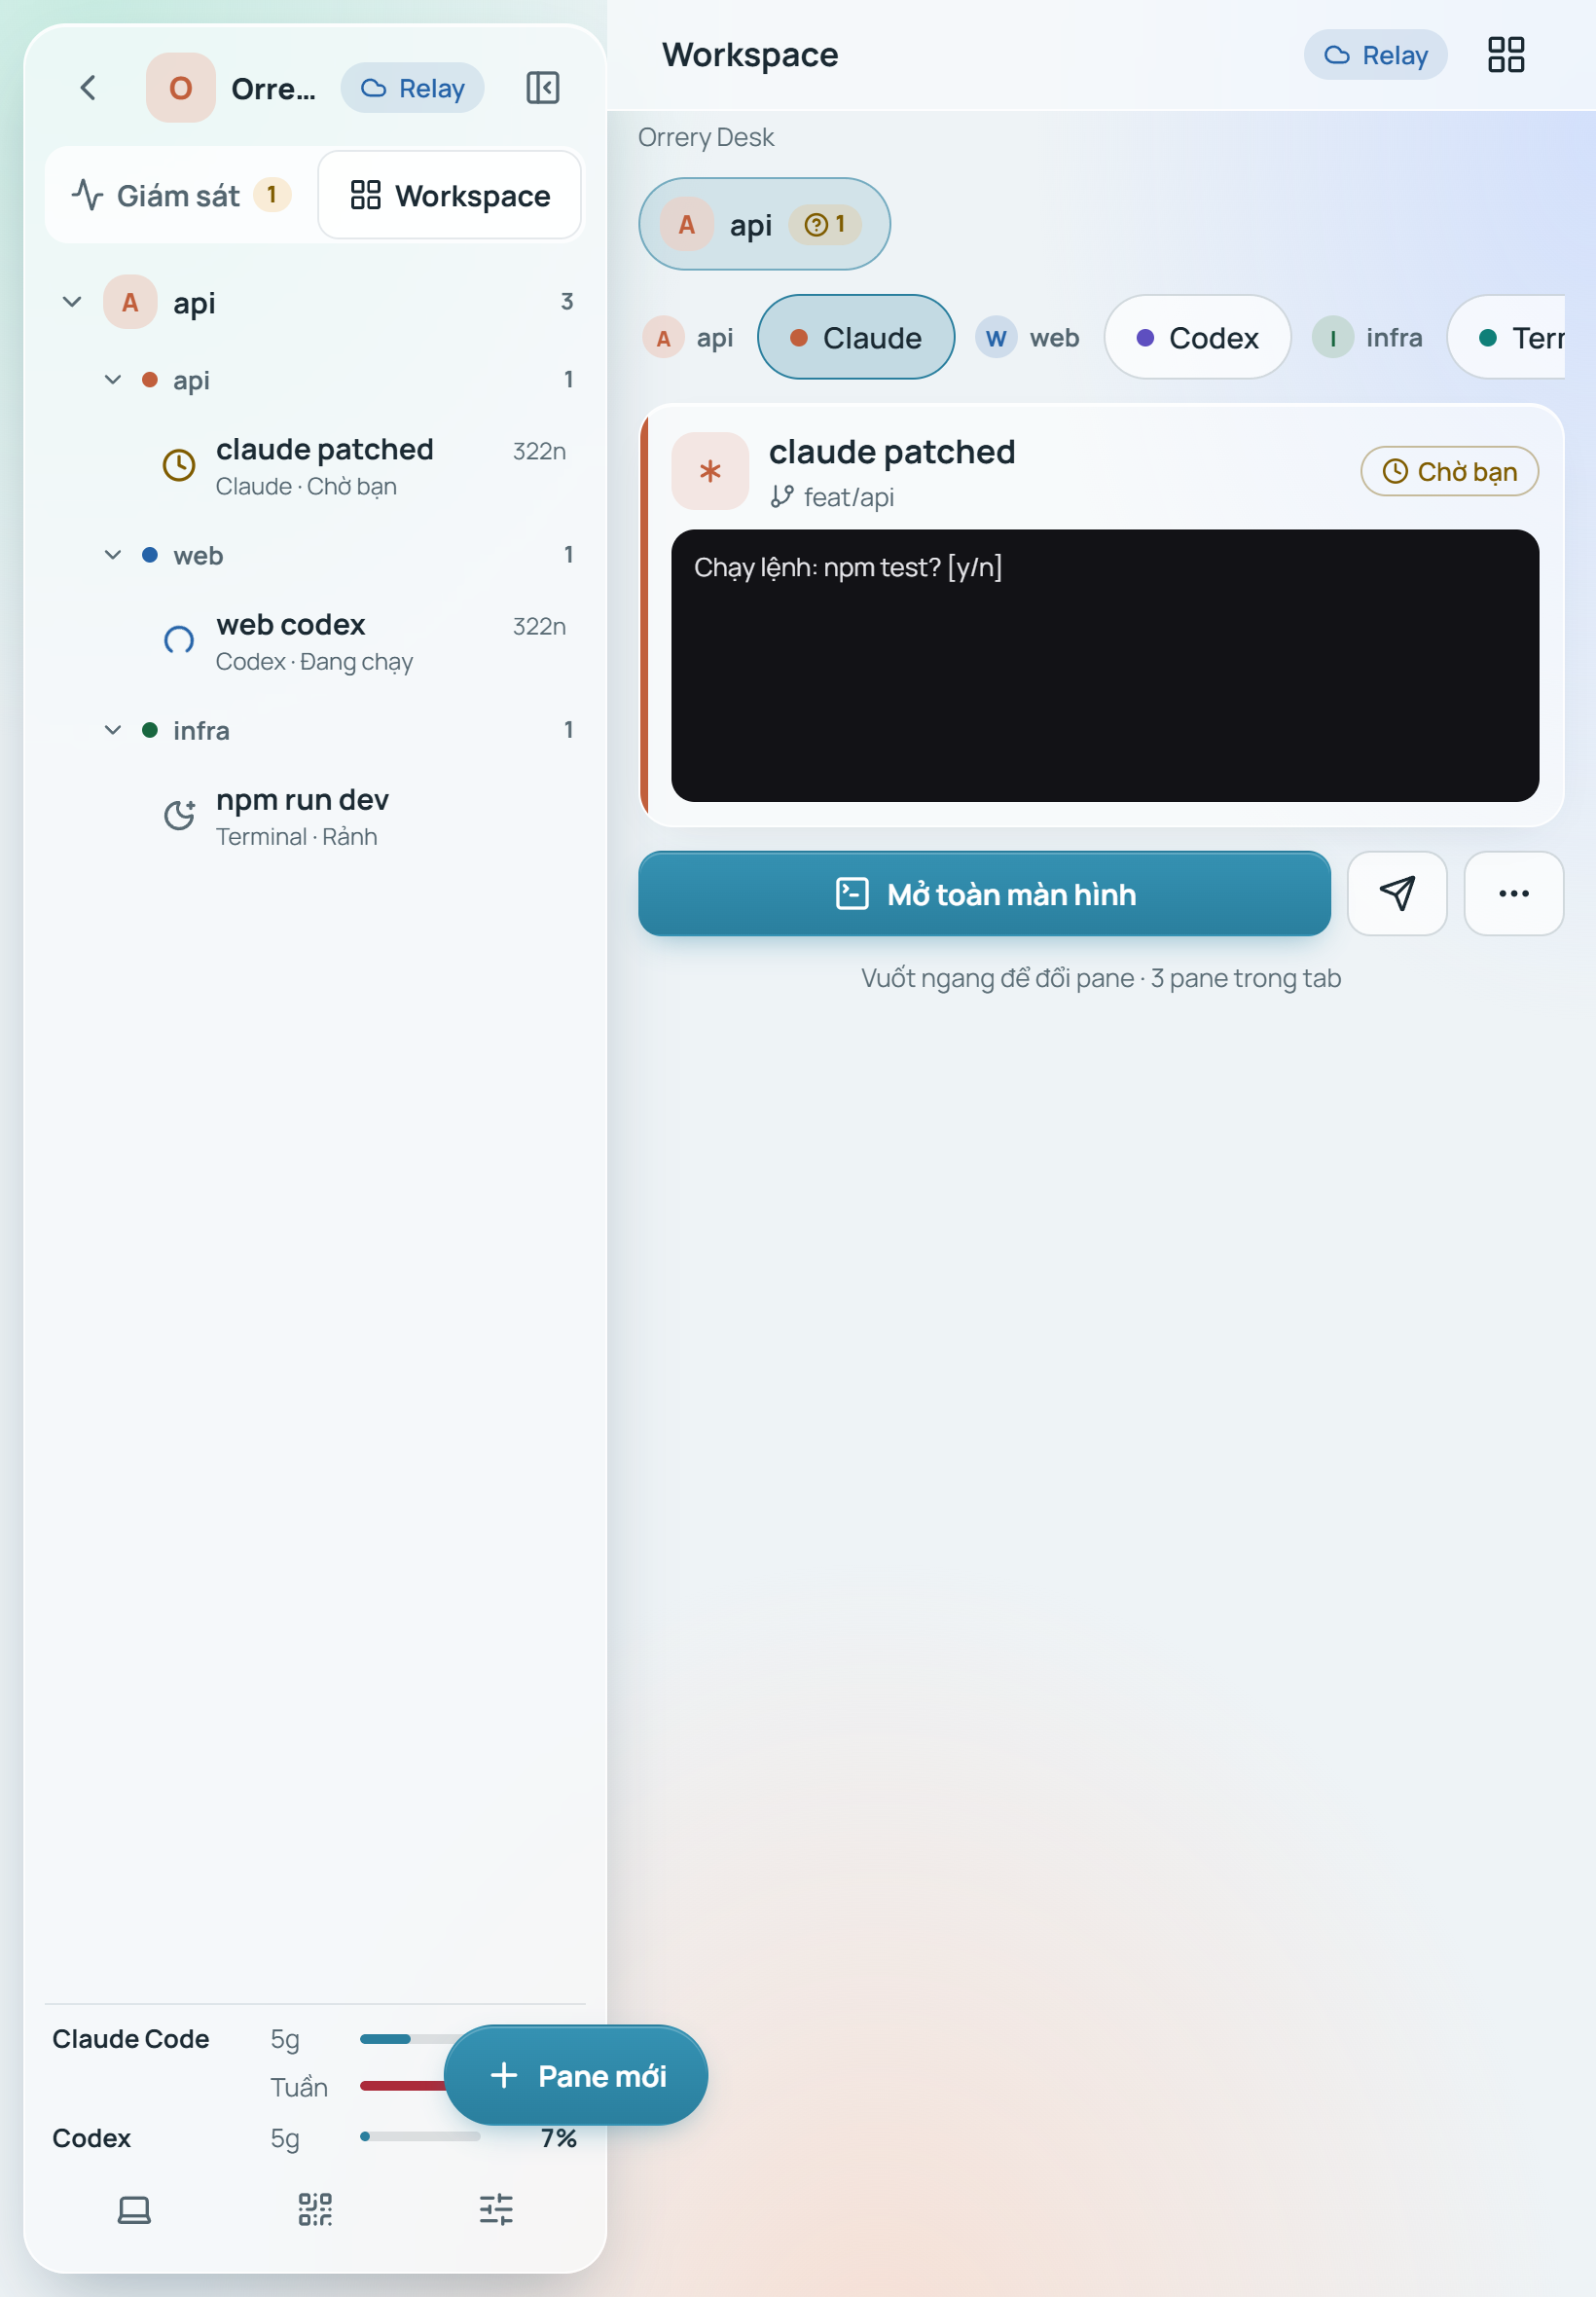 O Orre... Relay
Giám sát 1 Workspace
A api 3
api 1
claude patched 322n
Claude · Chờ bạn
web 1
web codex 322n
Codex · Đang chạy
infra 1
npm run dev
Terminal · Rảnh
Claude Code 5g
Tuần
Codex 5g 7%
Workspace Relay
Orrery Desk
A api 1
A api Claude W web Codex I infra
claude patched
feat/api
Chờ bạn
Chạy lệnh: npm test? [y/n]
Mở toàn màn hình
Vuốt ngang để đổi pane · 3 pane trong tab
Pane mới